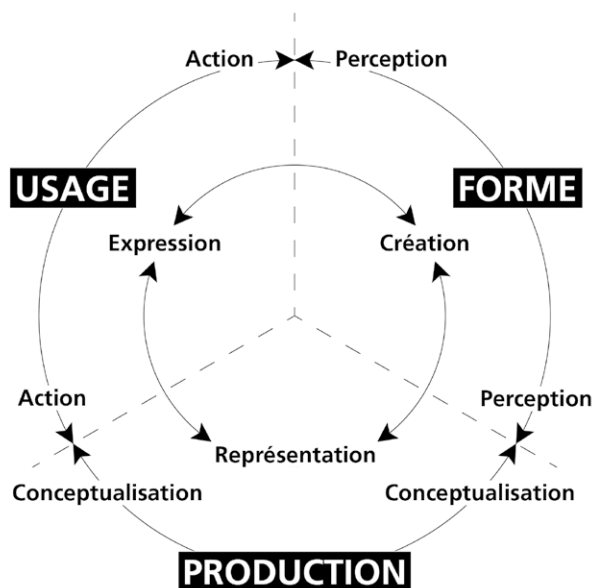 Action
Perception
USAGE
FORME
Expression
Création
Action
Perception
Représentation
Conceptualisation
Conceptualisation
PRODUCTION